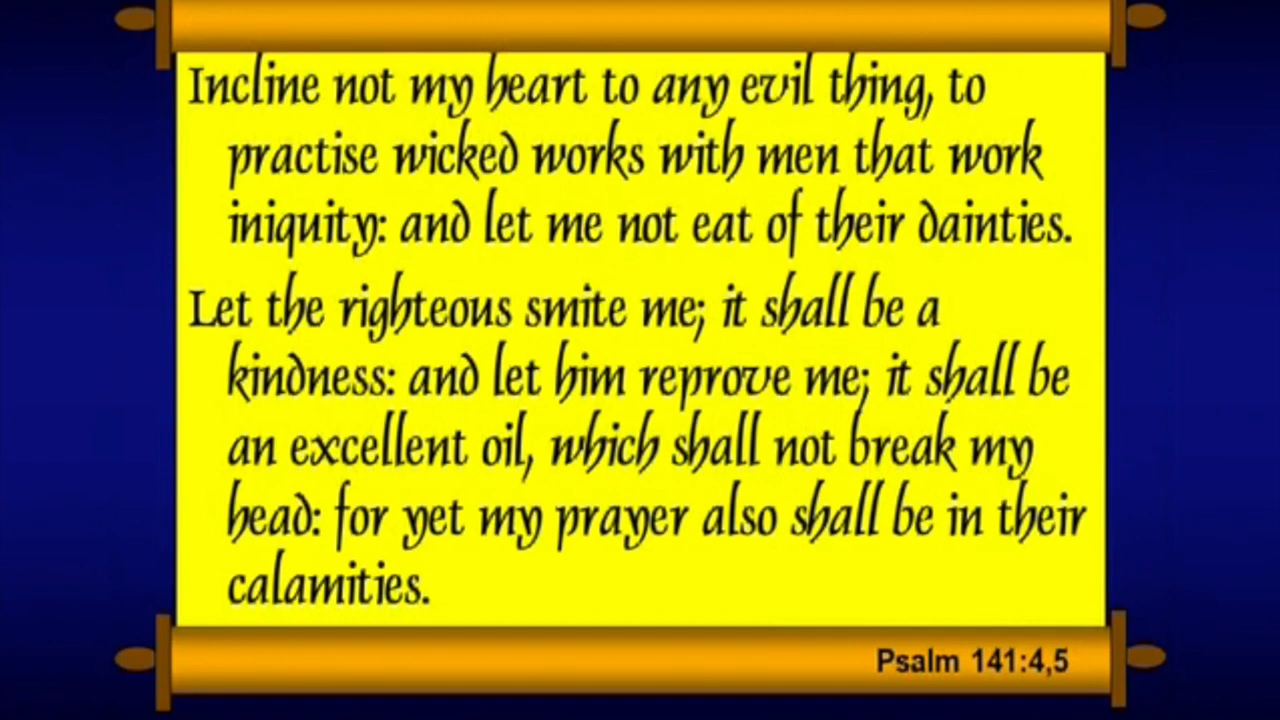 Incline not my heart to any evil thing, to
practise wicked works with men that work
iniquity: and let me not eat of their dainties.
Let the righteous smite me; it shall be a
kindness: and let him reprove me; it shall be
an excellent oil, which shall not break my
head: for yet my prayer also shall be in their
calamities.
Psalm 141:4,5